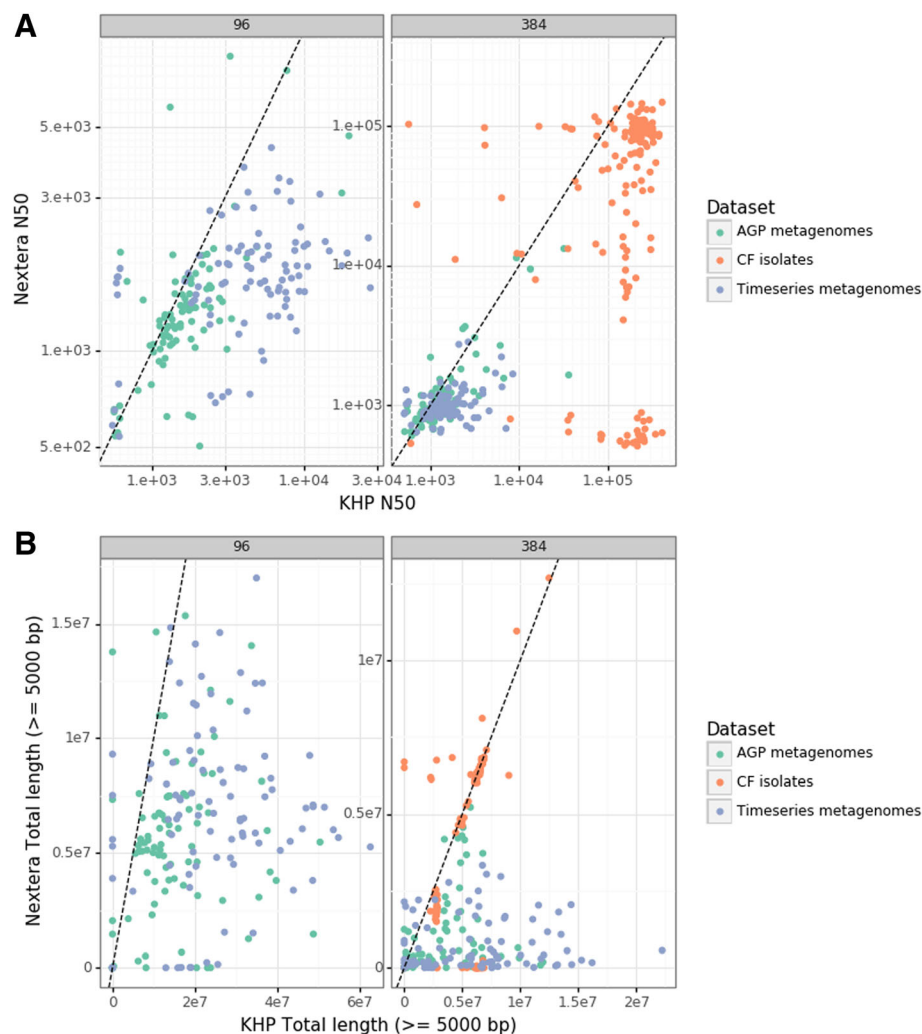 A
96
384
5.e+03
3.e+03
1.e+03
5.e+02
Nextera N50
1.e+05
1.e+04
1.e+03
1.e+03 3.e+03 1.e+04 3.e+04
1.e+03 1.e+04 1.e+05
KHP N50
Dataset
AGP metagenomes
CF isolates
Timeseries metagenomes
B
96
384
1.5e7
1e7
0.5e7
0
Nextera Total length (>= 5000 bp)
1e7
0.5e7
0
0 2e7 4e7 6e7
0 0.5e7 1e7 1.5e7 2e7
KHP Total length (>= 5000 bp)
Dataset
AGP metagenomes
CF isolates
Timeseries metagenomes